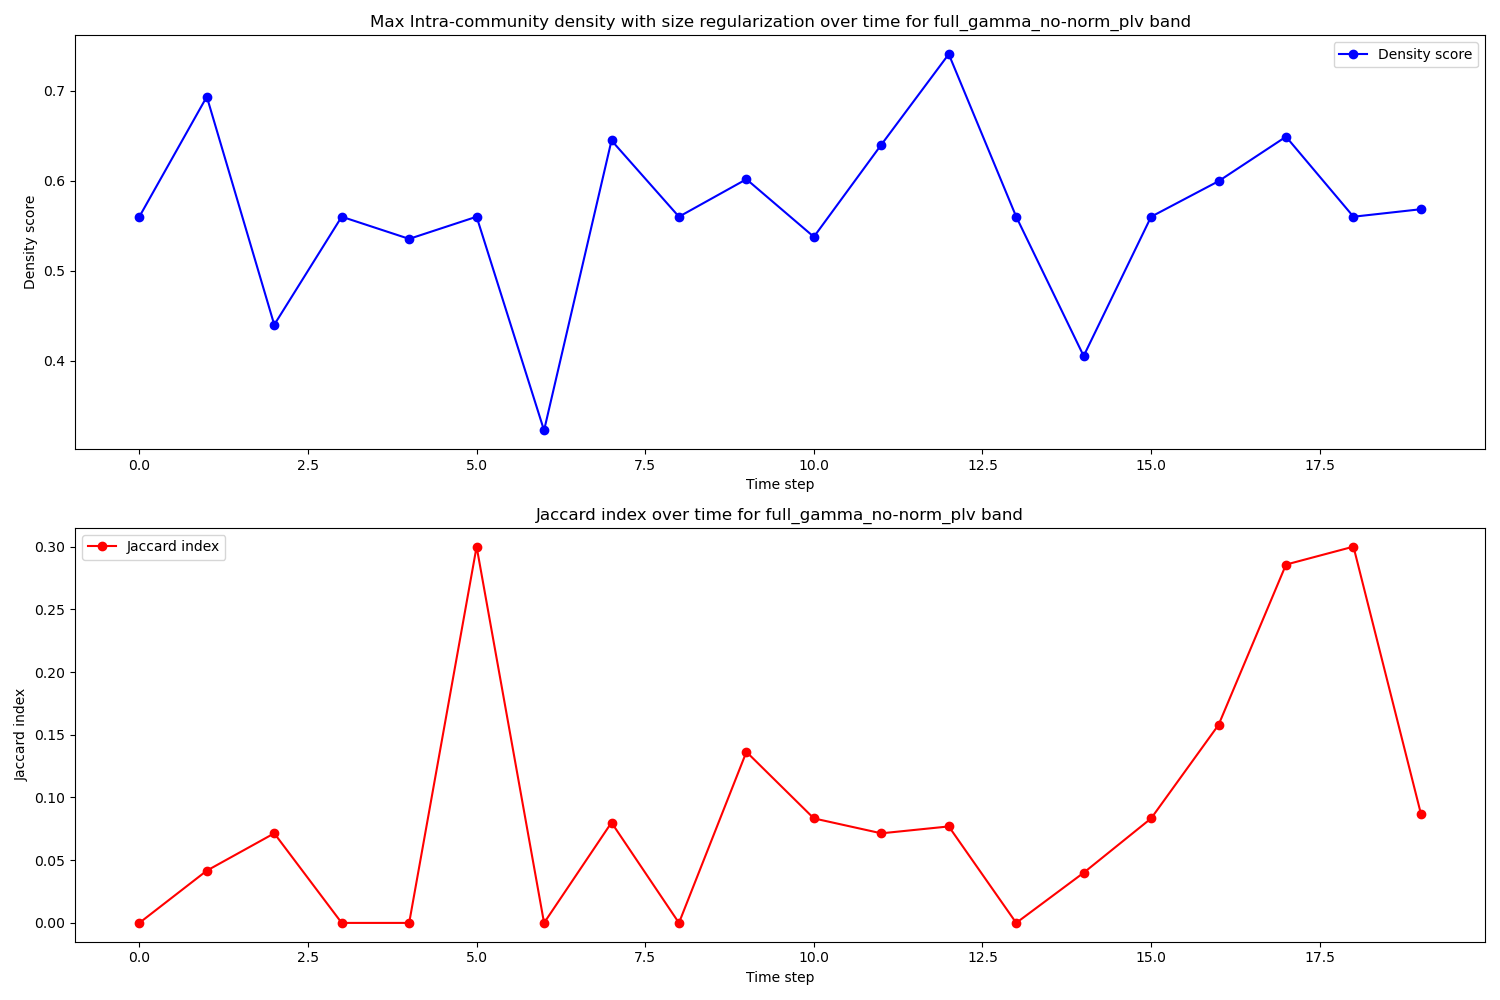 Max Intra-community density with size regularization over time for full_gamma_no-norm_plv band
Density score
0.7
0.6
0.5
0.4
Density score
0.0 2.5 5.0 7.5 10.0 12.5 15.0 17.5
Time step
Jaccard index over time for full_gamma_no-norm_plv band
Jaccard index
0.30
0.25
0.20
0.15
0.10
0.05
0.00
Jaccard index
0.0 2.5 5.0 7.5 10.0 12.5 15.0 17.5
Time step